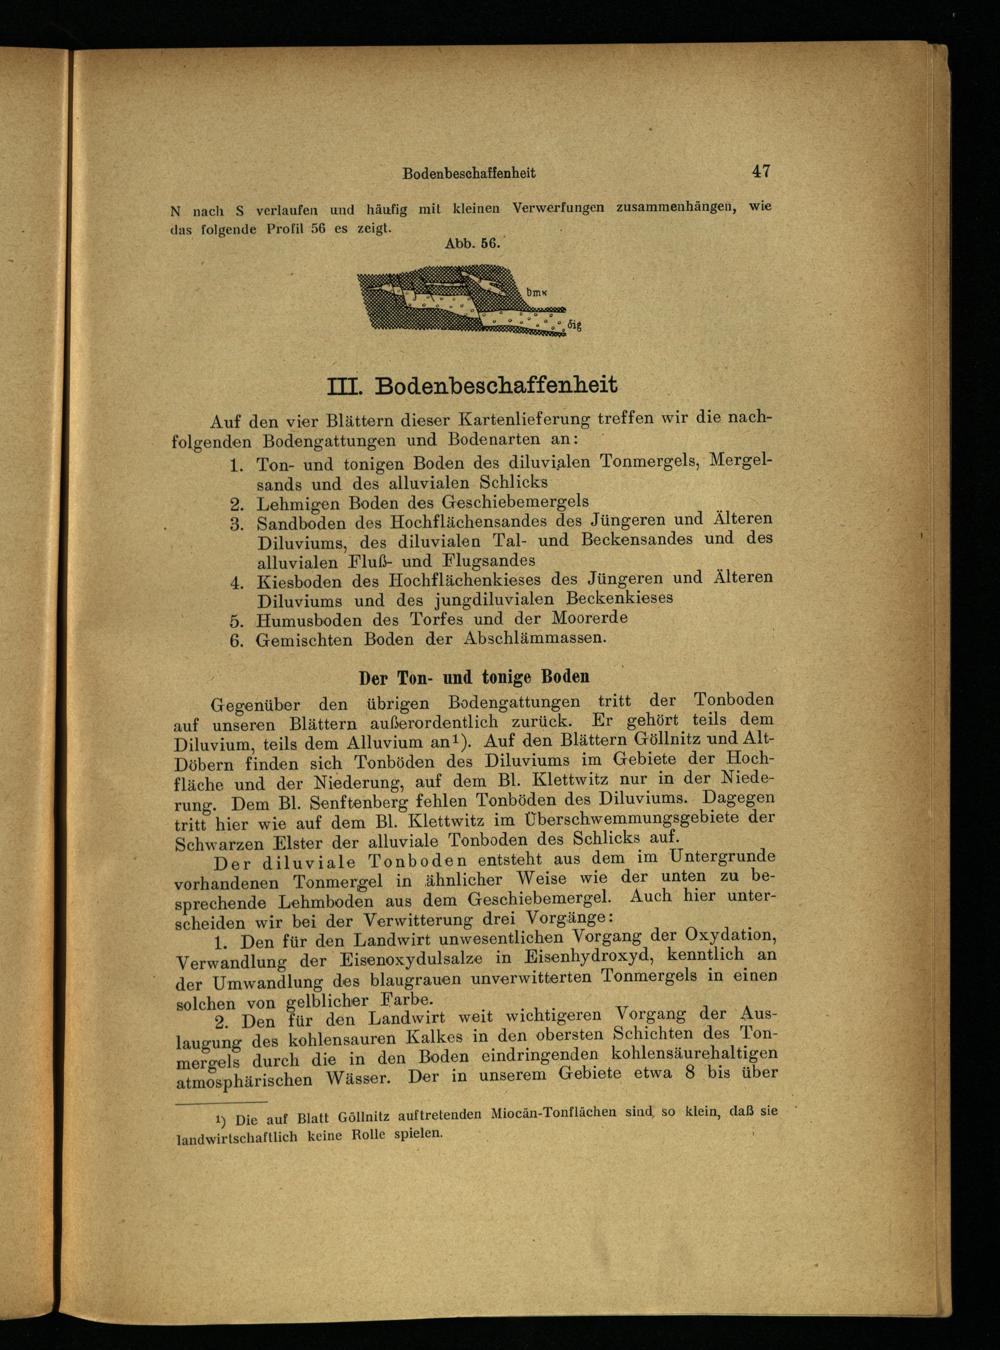 Bodenbeschaffenheit 47
N nach S verlaufen und häufig mit kleinen Verwerfungen zusammenhängen, wie
das folgende Profil 56 es zeigt.
Abb. 56.
bmκ
δig
III. Bodenbeschaffenheit
Auf den vier Blättern dieser Kartenlieferung treffen wir die nach-
folgenden Bodengattungen und Bodenarten an:
1. Ton- und tonigen Boden des diluvialen Tonmergels, Mergel-
sands und des alluvialen Schlicks
2. Lehmigen Boden des Geschiebemergels
3. Sandboden des Hochflächensandes des Jüngeren und Älteren
Diluviums, des diluvialen Tal- und Beckensandes und des
alluvialen Fluß- und Flugsandes
4. Kiesboden des Hochflächenkieses des Jüngeren und Älteren
Diluviums und des jungdiluvialen Beckenkieses
5. Humusboden des Torfes und der Moorerde
6. Gemischten Boden der Abschlämmassen.
Der Ton- und tonige Boden
Gegenüber den übrigen Bodengattungen tritt der Tonboden
auf unseren Blättern außerordentlich zurück. Er gehört teils dem
Diluvium, teils dem Alluvium an¹). Auf den Blättern Göllnitz und Alt-
Döbern finden sich Tonböden des Diluviums im Gebiete der Hoch-
fläche und der Niederung, auf dem Bl. Klettwitz nur in der Niede-
rung. Dem Bl. Senftenberg fehlen Tonböden des Diluviums. Dagegen
tritt hier wie auf dem Bl. Klettwitz im Überschwemmungsgebiete der
Schwarzen Elster der alluviale Tonboden des Schlicks auf.
Der diluviale Tonboden entsteht aus dem im Untergrunde
vorhandenen Tonmergel in ähnlicher Weise wie der unten zu be-
sprechende Lehmboden aus dem Geschiebemergel. Auch hier unter-
scheiden wir bei der Verwitterung drei Vorgänge:
1. Den für den Landwirt unwesentlichen Vorgang der Oxydation,
Verwandlung der Eisenoxydulsalze in Eisenhydroxyd, kenntlich an
der Umwandlung des blaugrauen unverwitterten Tonmergels in einen
solchen von gelblicher Farbe.
2. Den für den Landwirt weit wichtigeren Vorgang der Aus-
laugung des kohlensauren Kalkes in den obersten Schichten des Ton-
mergels durch die in den Boden eindringenden kohlensäurehaltigen
atmosphärischen Wässer. Der in unserem Gebiete etwa 8 bis über
¹) Die auf Blatt Göllnitz auftretenden Miocän-Tonflächen sind so klein, daß sie
landwirtschaftlich keine Rolle spielen.